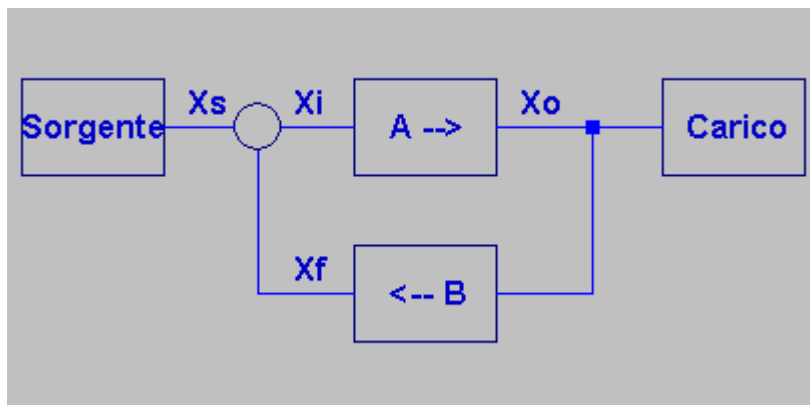 Xs Xi Xo
Sorgente A --> Carico
Xf
<-- B